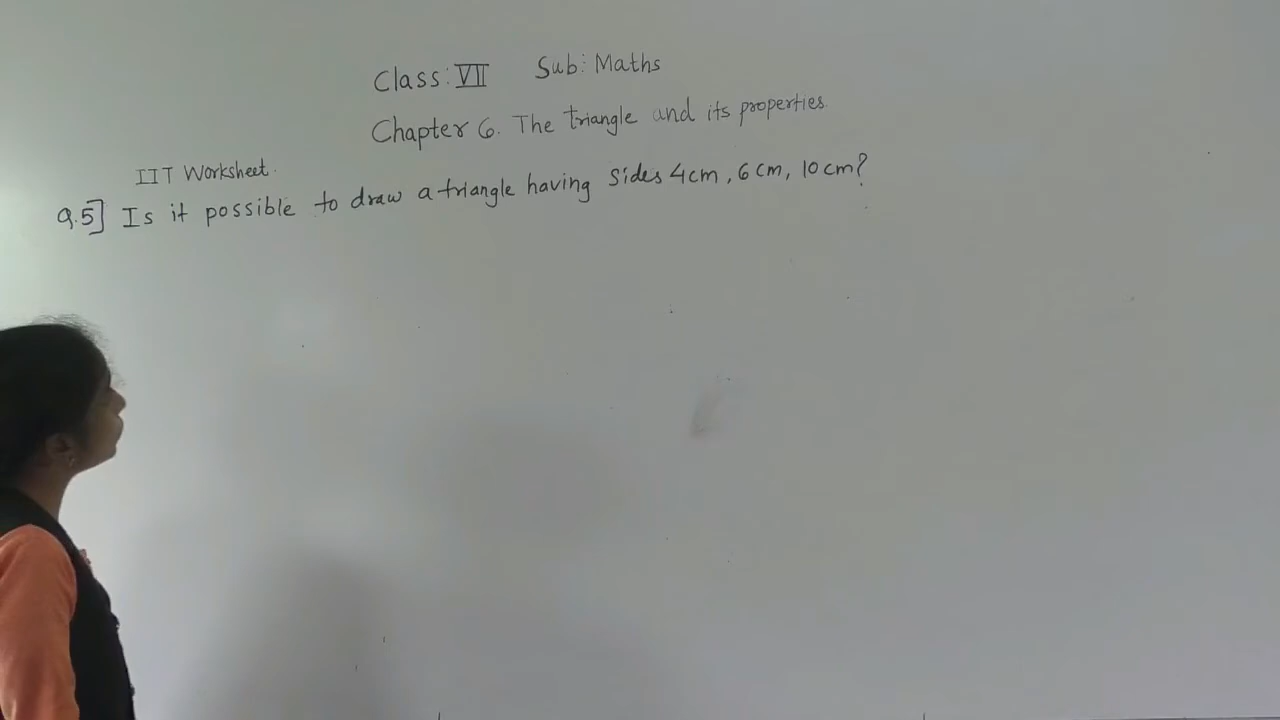 Class: VII Sub: Maths
Chapter 6. The triangle and its properties.
IIT Worksheet.
Q.5] Is it possible to draw a triangle having sides 4cm, 6cm, 10cm?